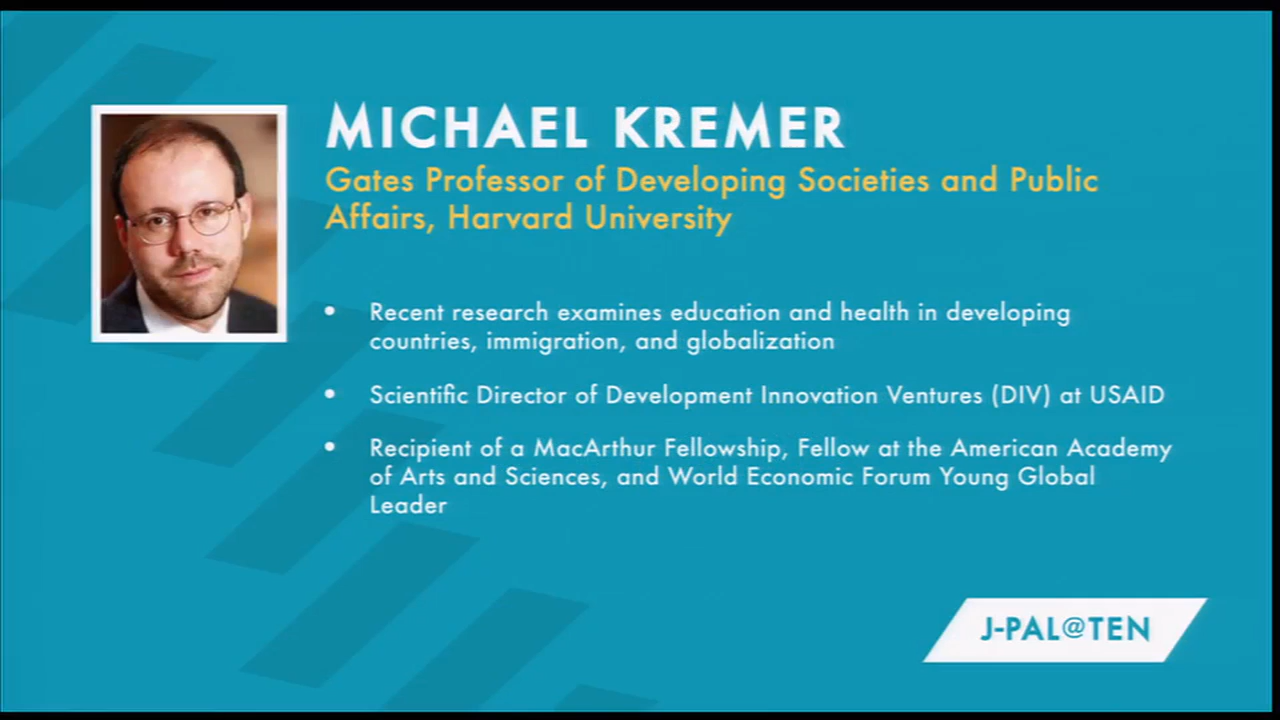 MICHAEL KREMER
Gates Professor of Developing Societies and Public
Affairs, Harvard University
• Recent research examines education and health in developing
countries, immigration, and globalization
• Scientific Director of Development Innovation Ventures (DIV) at USAID
• Recipient of a MacArthur Fellowship, Fellow at the American Academy
of Arts and Sciences, and World Economic Forum Young Global
Leader
J-PAL@TEN